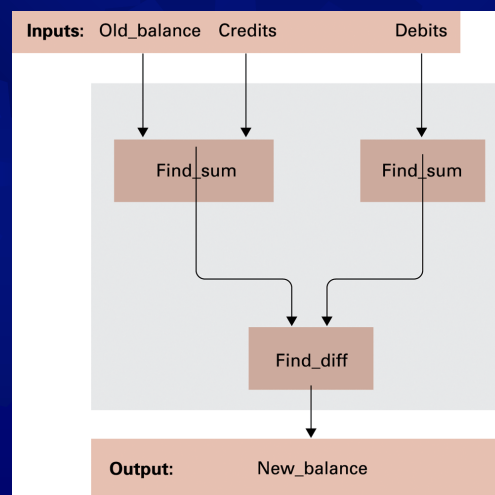 Inputs: Old_balance Credits Debits
Find_sum Find_sum
Find_diff
Output: New_balance